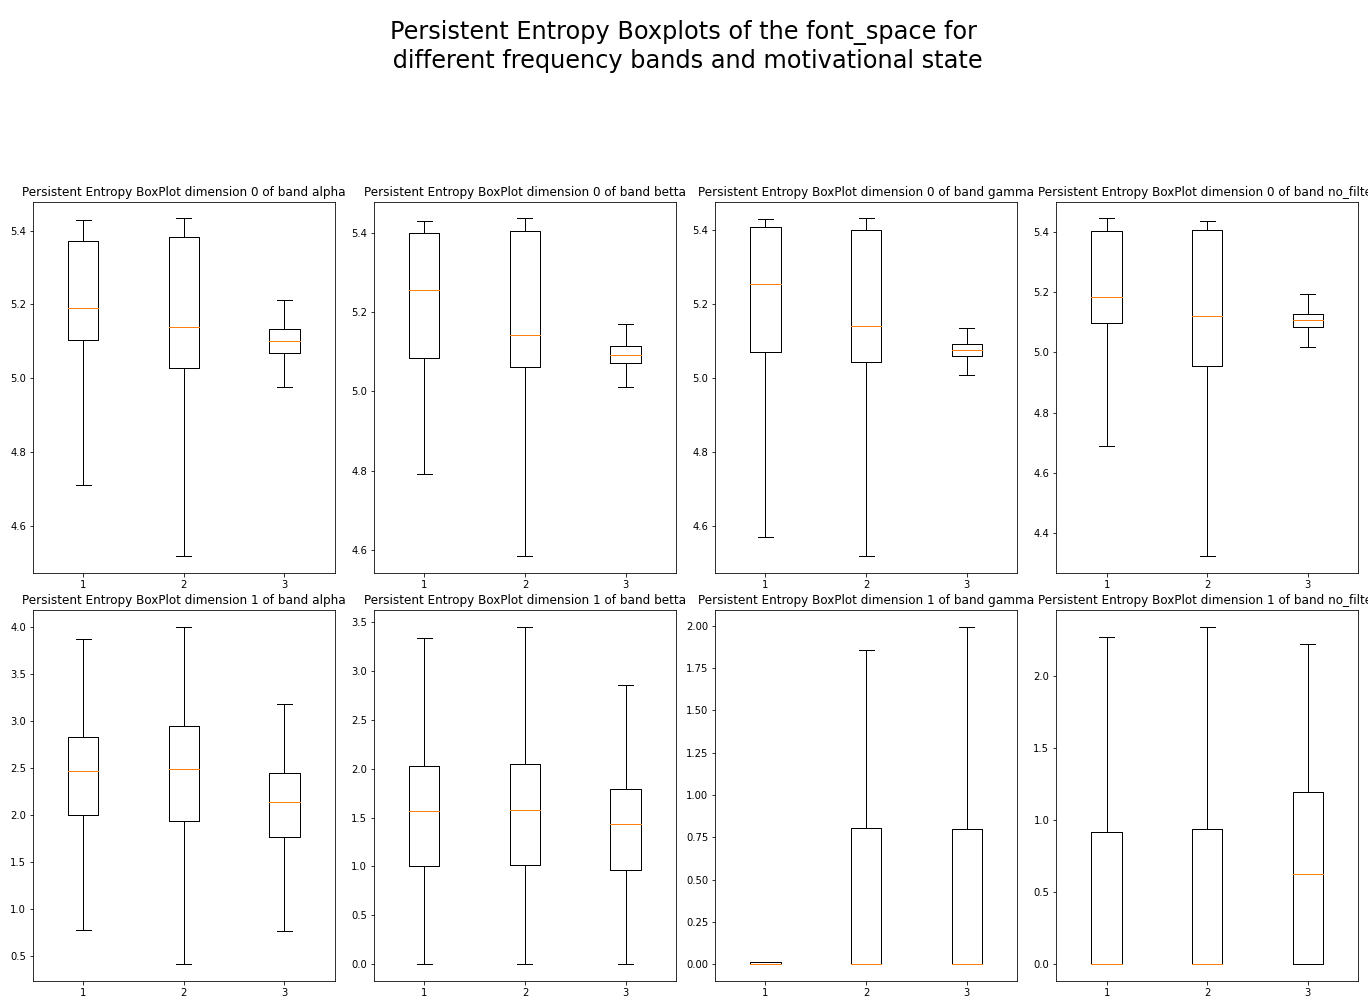 Persistent Entropy Boxplots of the font_space for
different frequency bands and motivational state
Persistent Entropy BoxPlot dimension 0 of band alpha
5.4
5.2
5.0
4.8
4.6
1 2 3
Persistent Entropy BoxPlot dimension 0 of band betta
5.4
5.2
5.0
4.8
4.6
1 2 3
Persistent Entropy BoxPlot dimension 0 of band gamma
5.4
5.2
5.0
4.8
4.6
1 2 3
Persistent Entropy BoxPlot dimension 0 of band no_filte
5.4
5.2
5.0
4.8
4.6
4.4
1 2 3
Persistent Entropy BoxPlot dimension 1 of band alpha
4.0
3.5
3.0
2.5
2.0
1.5
1.0
0.5
1 2 3
Persistent Entropy BoxPlot dimension 1 of band betta
3.5
3.0
2.5
2.0
1.5
1.0
0.5
0.0
1 2 3
Persistent Entropy BoxPlot dimension 1 of band gamma
2.00
1.75
1.50
1.25
1.00
0.75
0.50
0.25
0.00
1 2 3
Persistent Entropy BoxPlot dimension 1 of band no_filte
2.0
1.5
1.0
0.5
0.0
1 2 3